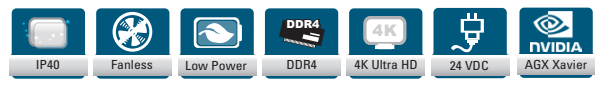 DDR4
4K
NVIDIA
IP40
Fanless
Low Power
DDR4
4K Ultra HD
24 VDC
AGX Xavier